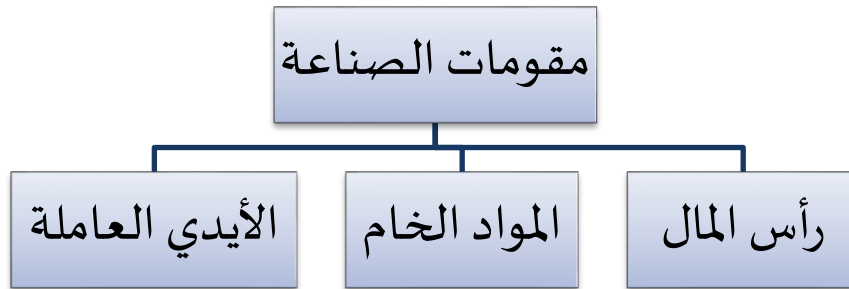 مقومات الصناعة
رأس المال
المواد الخام
الأيدي العاملة